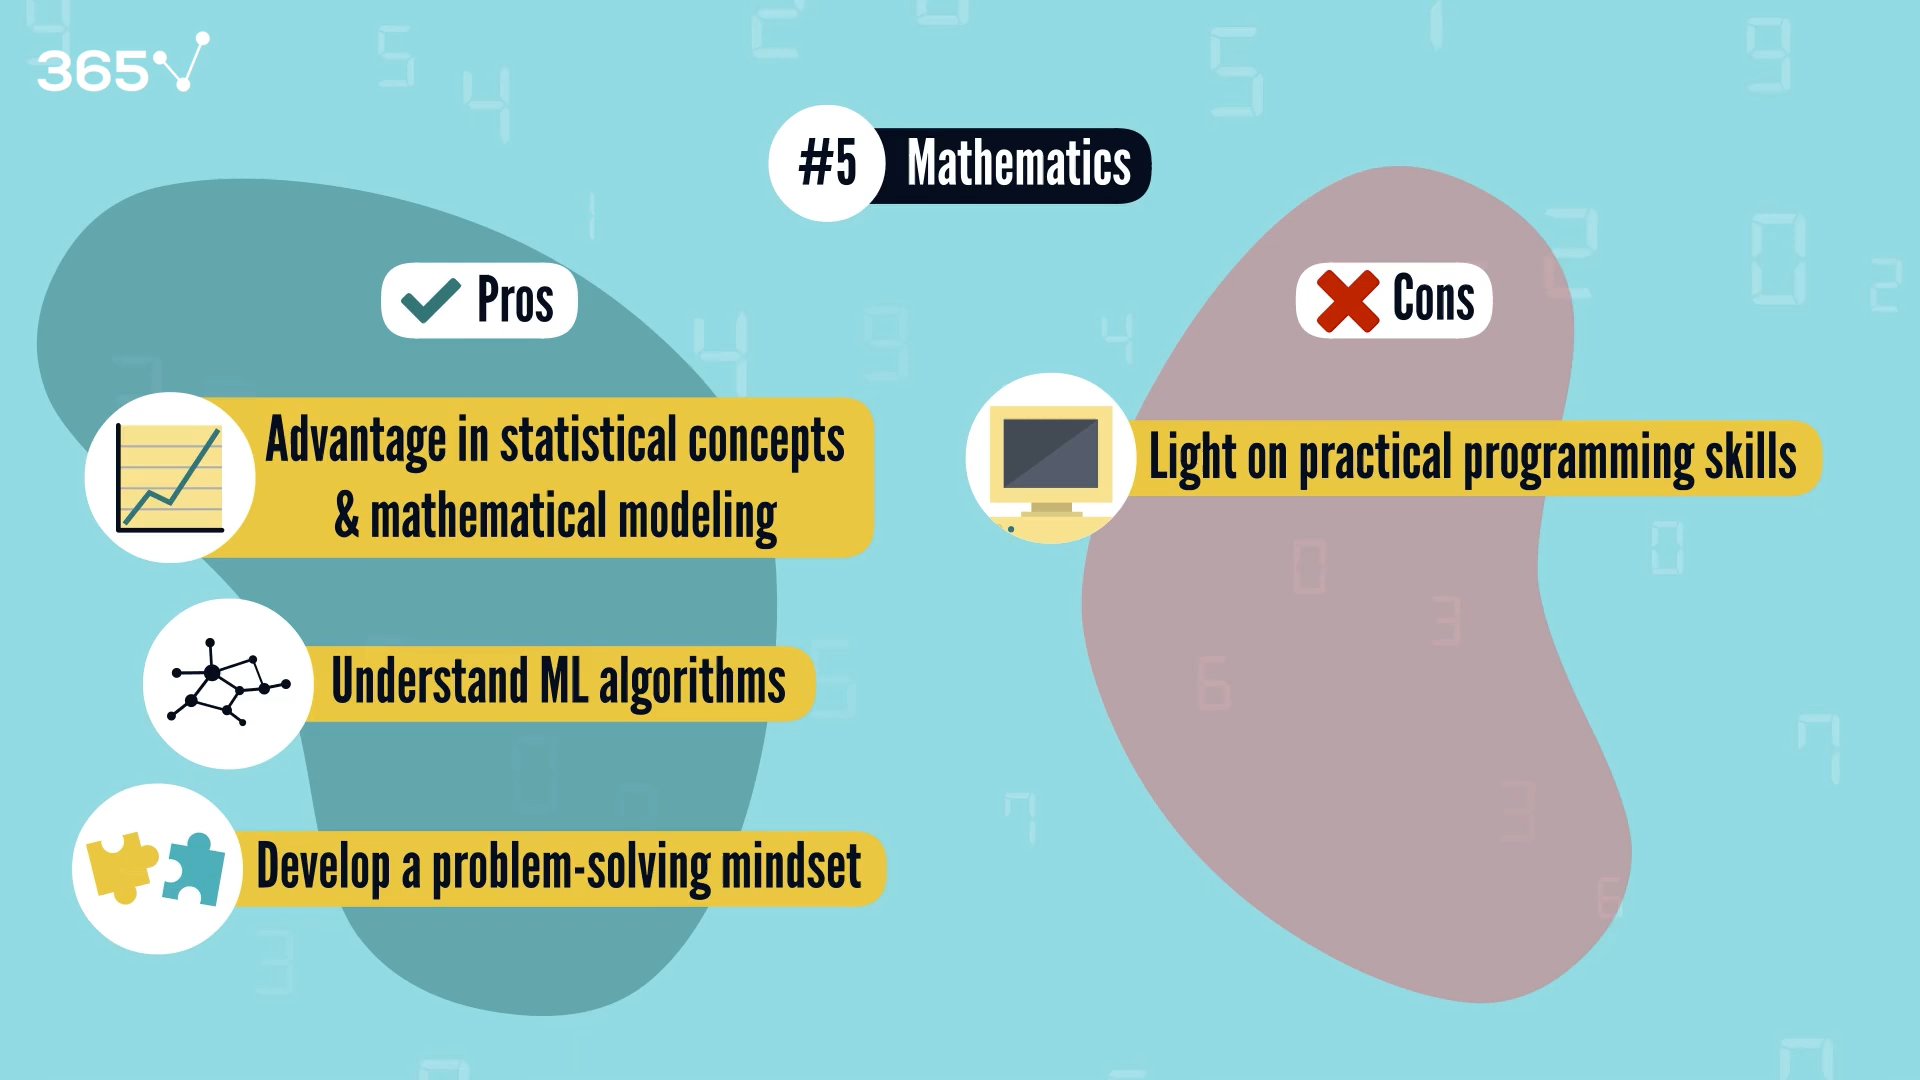 365
#5 Mathematics
Pros
Advantage in statistical concepts
& mathematical modeling
Understand ML algorithms
Develop a problem-solving mindset
Cons
Light on practical programming skills